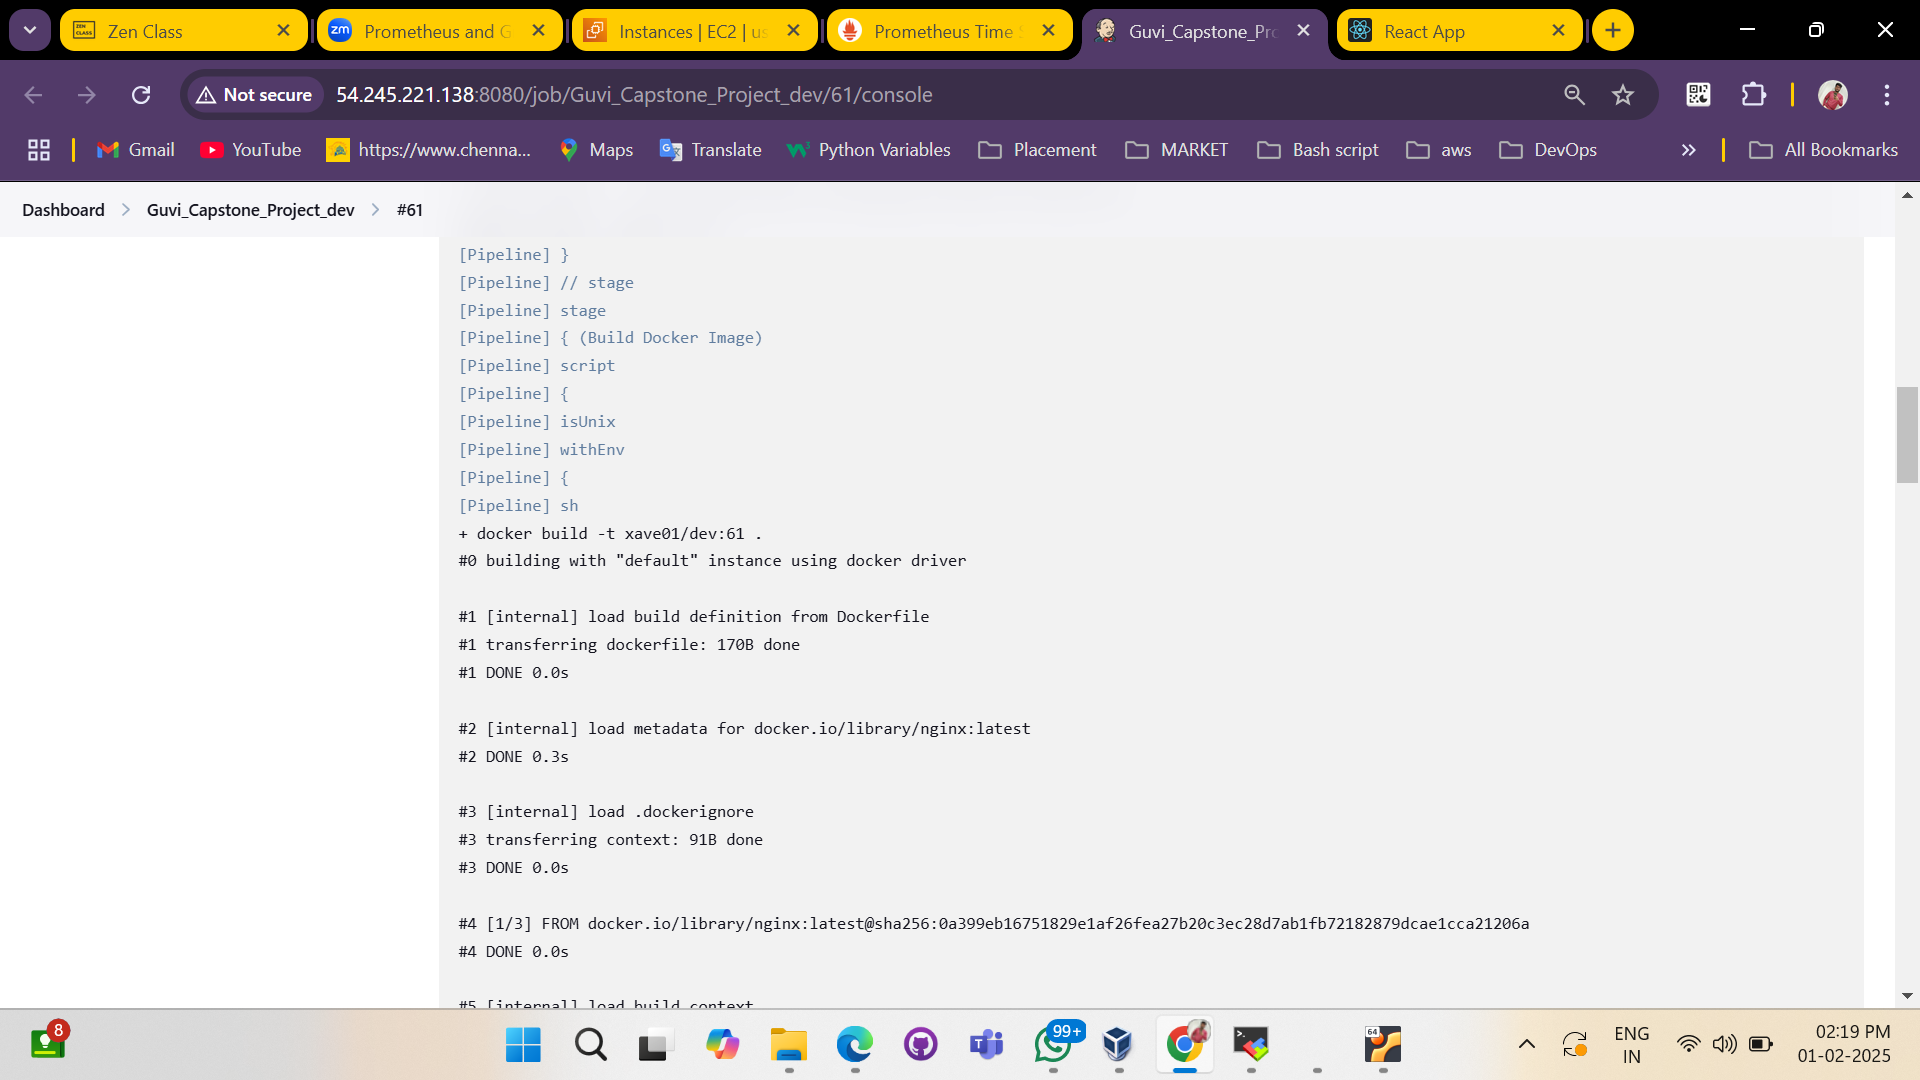 Zen Class
Prometheus and G
Instances | EC2 | us
Prometheus Time S
Guvi_Capstone_Pro
React App
Not secure
54.245.221.138:8080/job/Guvi_Capstone_Project_dev/61/console
Gmail
YouTube
https://www.chenna...
Maps
Translate
Python Variables
Placement
MARKET
Bash script
aws
DevOps
All Bookmarks
Dashboard > Guvi_Capstone_Project_dev > #61
[Pipeline] }
[Pipeline] // stage
[Pipeline] stage
[Pipeline] { (Build Docker Image)
[Pipeline] script
[Pipeline] {
[Pipeline] isUnix
[Pipeline] withEnv
[Pipeline] {
[Pipeline] sh
+ docker build -t xave01/dev:61 .
#0 building with "default" instance using docker driver
#1 [internal] load build definition from Dockerfile
#1 transferring dockerfile: 170B done
#1 DONE 0.0s
#2 [internal] load metadata for docker.io/library/nginx:latest
#2 DONE 0.3s
#3 [internal] load .dockerignore
#3 transferring context: 91B done
#3 DONE 0.0s
#4 [1/3] FROM docker.io/library/nginx:latest@sha256:0a399eb16751829e1af26fea27b20c3ec28d7ab1fb72182879dcae1cca21206a
#4 DONE 0.0s
#5 [internal] load build context
8
99+
64
ENG
IN
02:19 PM
01-02-2025